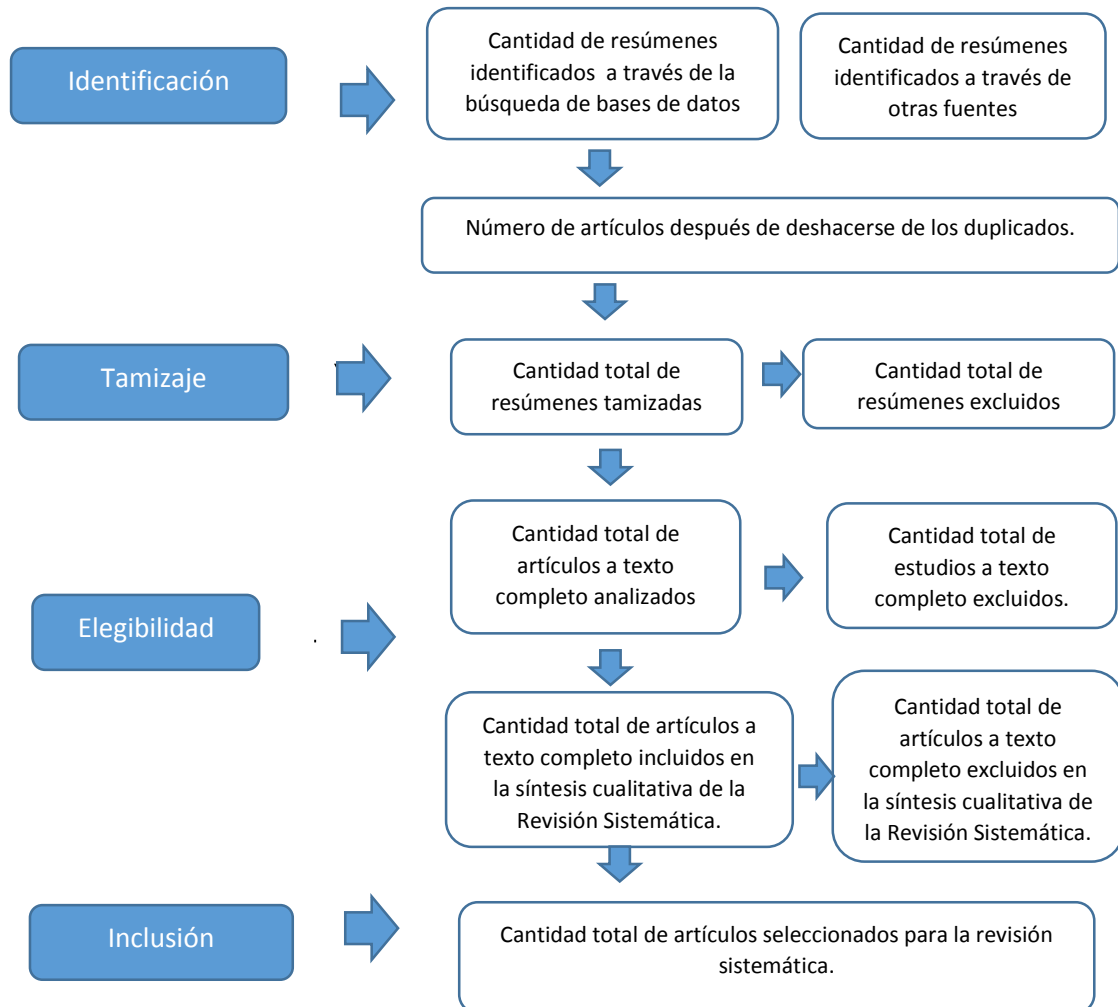 Identificación
Cantidad de resúmenes
identificados a través de la
búsqueda de bases de datos
Cantidad de resúmenes
identificados a través de
otras fuentes
Número de artículos después de deshacerse de los duplicados.
Tamizaje
Cantidad total de
resúmenes tamizadas
Cantidad total de
resúmenes excluidos
Cantidad total de
artículos a texto
completo analizados
Cantidad total de
estudios a texto
completo excluidos.
Elegibilidad
.
Cantidad total de artículos a
texto completo incluidos en
la síntesis cualitativa de la
Revisión Sistemática.
Cantidad total de
artículos a texto
completo excluidos en
la síntesis cualitativa de
la Revisión Sistemática.
Inclusión
Cantidad total de artículos seleccionados para la revisión
sistemática.